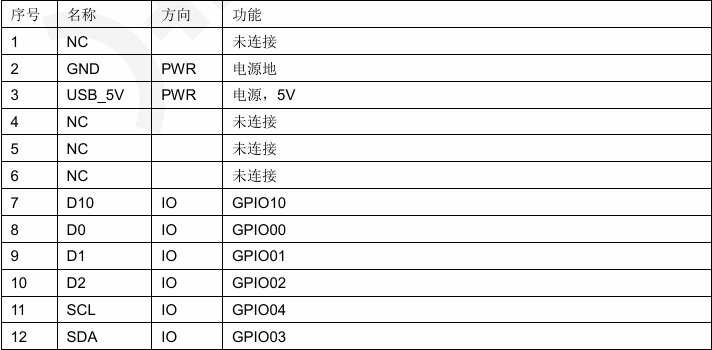 序号 名称 方向 功能
1 NC 未连接
2 GND PWR 电源地
3 USB_5V PWR 电源，5V
4 NC 未连接
5 NC 未连接
6 NC 未连接
7 D10 IO GPIO10
8 D0 IO GPIO00
9 D1 IO GPIO01
10 D2 IO GPIO02
11 SCL IO GPIO04
12 SDA IO GPIO03